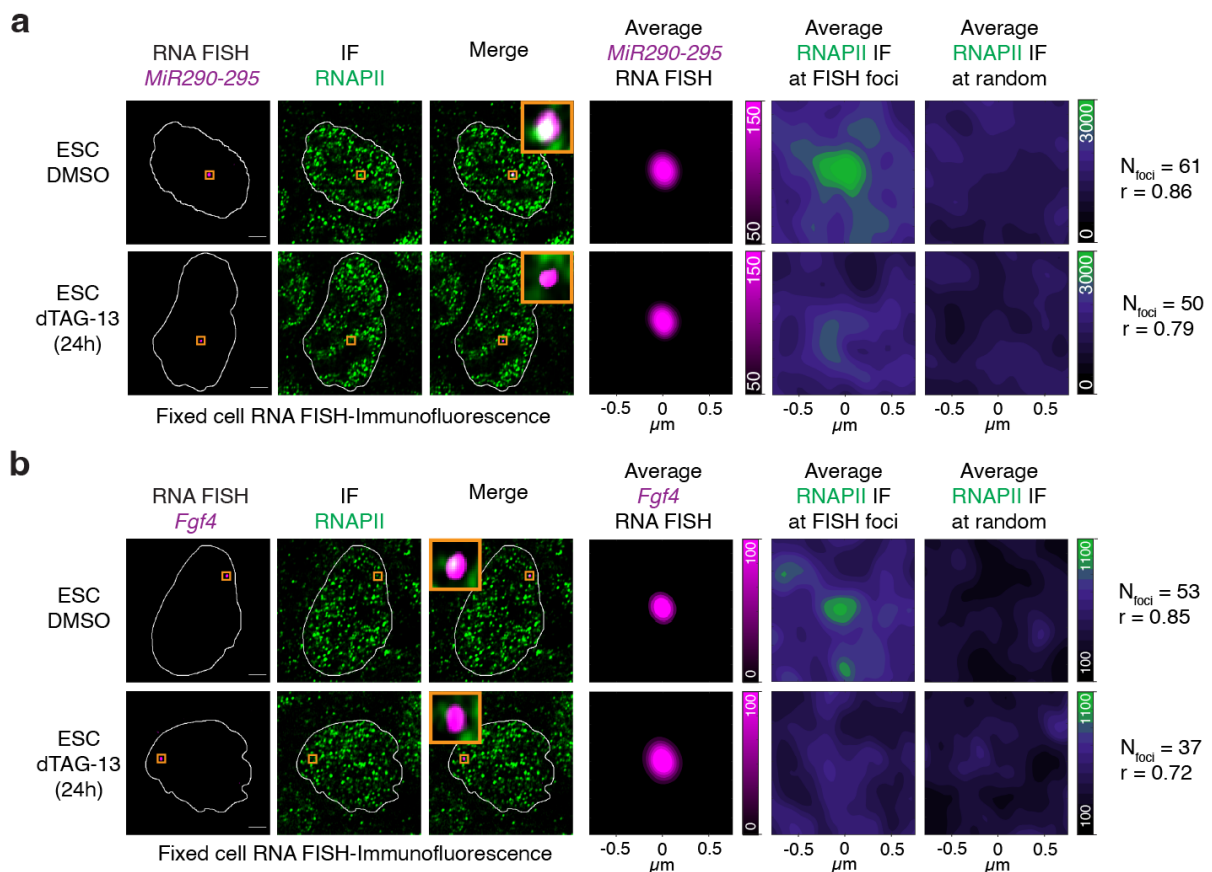 a
RNA FISH
MiR290-295
IF
RNAPII
Merge
Average
MiR290-295
RNA FISH
Average
RNAPII IF
at FISH foci
Average
RNAPII IF
at random
ESC
DMSO
150
50
3000
0
N foci = 61
r = 0.86
ESC
dTAG-13
(24h)
150
50
3000
0
N foci = 50
r = 0.79
-0.5 0 0.5
µm
-0.5 0 0.5
µm
-0.5 0 0.5
µm
Fixed cell RNA FISH-Immunofluorescence
b
RNA FISH
Fgf4
IF
RNAPII
Merge
Average
Fgf4
RNA FISH
Average
RNAPII IF
at FISH foci
Average
RNAPII IF
at random
ESC
DMSO
100
0
1100
100
N foci = 53
r = 0.85
ESC
dTAG-13
(24h)
100
0
1100
100
N foci = 37
r = 0.72
-0.5 0 0.5
µm
-0.5 0 0.5
µm
-0.5 0 0.5
µm
Fixed cell RNA FISH-Immunofluorescence